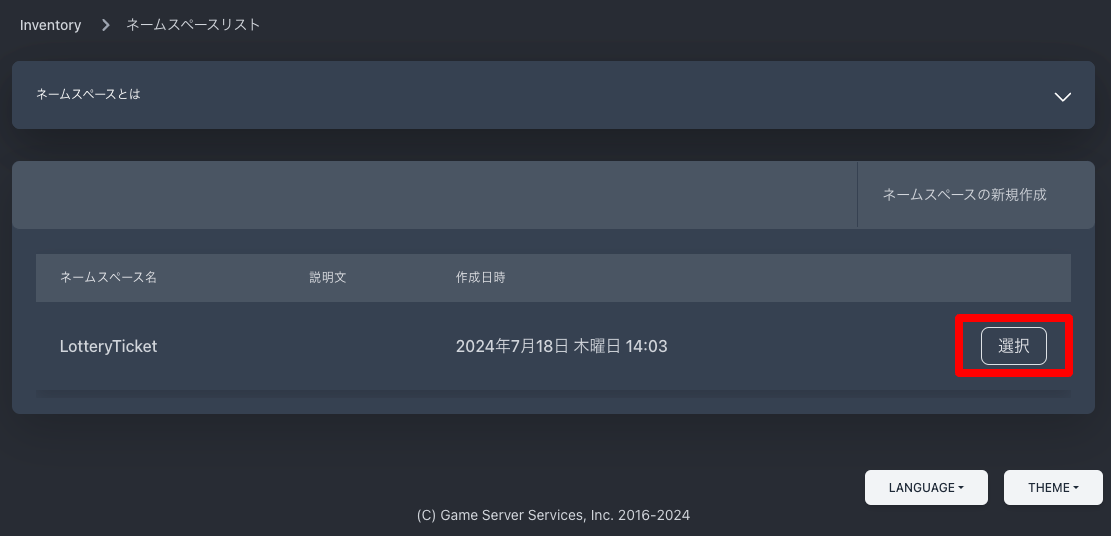 Inventory > ネームスペースリスト
ネームスペースとは
ネームスペースの新規作成
ネームスペース名 説明文 作成日時
LotteryTicket 2024年7月18日 木曜日 14:03 選択
LANGUAGE THEME
(C) Game Server Services, Inc. 2016-2024